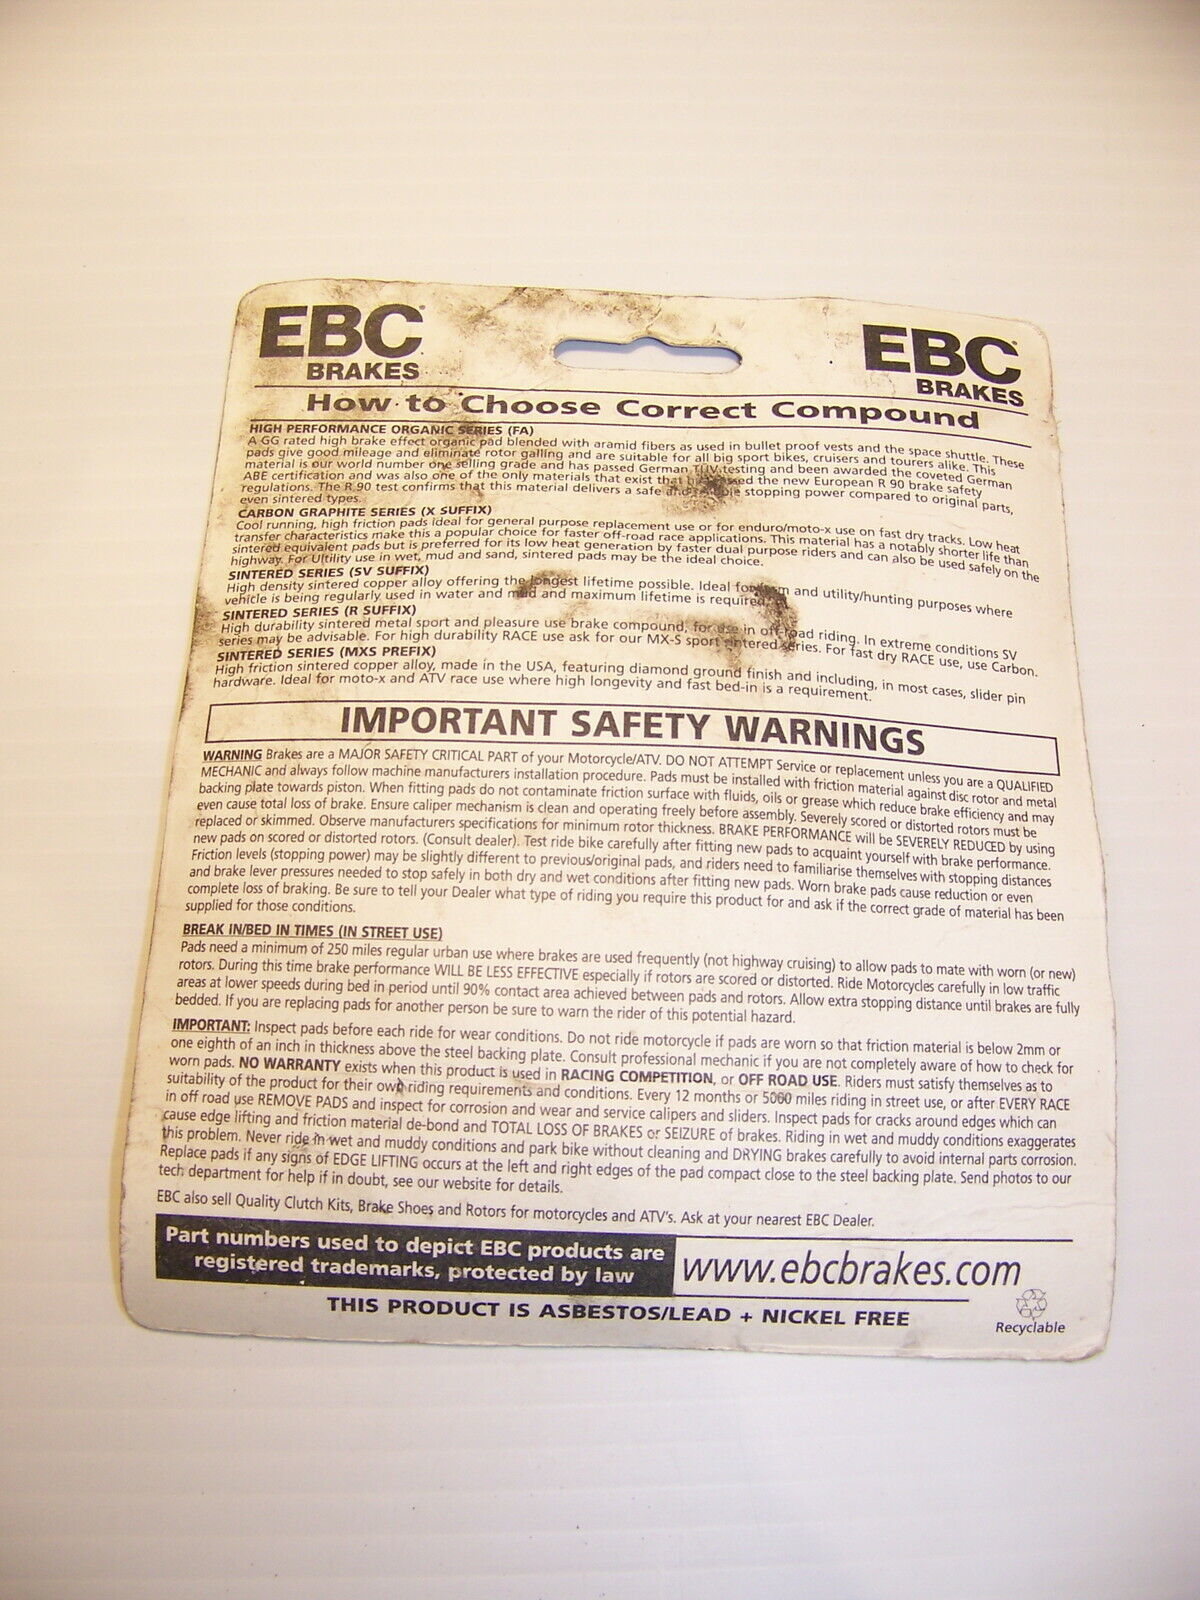 EBC
BRAKES
EBC
BRAKES
How to Choose Correct Compound
HIGH PERFORMANCE ORGANIC SERIES (FA)
A GG rated high brake effect organic pad blended with aramid fibers as used in bullet proof vests and the space shuttle. These
pads give good mileage and eliminate rotor galling and are suitable for all big sport bikes, cruisers and tourers alike. This
material is our world number one selling grade and has passed German TUV testing and been awarded the coveted German
ABE certification and was also one of the only materials that exist that the new European R 90 brake safety
regulations. The R 90 test confirms that this material delivers a safe and stopping power compared to original parts,
even sintered types.
CARBON GRAPHITE SERIES (X SUFFIX)
Cool running, high friction pads Ideal for general purpose replacement use or for enduro/moto-x use on fast dry tracks. Low heat
transfer characteristics make this a popular choice for faster off-road race applications. This material has a notably shorter life than
sintered equivalent pads but is preferred for its low heat generation by faster dual purpose riders and can also be used safely on the
highway. For Utility use in wet, mud and sand, sintered pads may be the ideal choice.
SINTERED SERIES (SV SUFFIX)
High density sintered copper alloy offering the longest lifetime possible. Ideal for and utility/hunting purposes where
vehicle is being regularly used in water and mud and maximum lifetime is required.
SINTERED SERIES (R SUFFIX)
High durability sintered metal sport and pleasure use brake compound, for use in off-road riding. In extreme conditions SV
series may be advisable. For high durability RACE use ask for our MX-S sport sintered series. For fast dry RACE use, use Carbon.
SINTERED SERIES (MXS PREFIX)
High friction sintered copper alloy, made in the USA, featuring diamond ground finish and including, in most cases, slider pin
hardware. Ideal for moto-x and ATV race use where high longevity and fast bed-in is a requirement.
IMPORTANT SAFETY WARNINGS
WARNING Brakes are a MAJOR SAFETY CRITICAL PART of your Motorcycle/ATV. DO NOT ATTEMPT Service or replacement unless you are a QUALIFIED
MECHANIC and always follow machine manufacturers installation procedure. Pads must be installed with friction material against disc rotor and metal
backing plate towards piston. When fitting pads do not contaminate friction surface with fluids, oils or grease which reduce brake efficiency and may
even cause total loss of brake. Ensure caliper mechanism is clean and operating freely before assembly. Severely scored or distorted rotors must be
replaced or skimmed. Observe manufacturers specifications for minimum rotor thickness. BRAKE PERFORMANCE will be SEVERELY REDUCED by using
new pads on scored or distorted rotors. (Consult dealer). Test ride bike carefully after fitting new pads to acquaint yourself with brake performance.
Friction levels (stopping power) may be slightly different to previous/original pads, and riders need to familiarise themselves with stopping distances
and brake lever pressures needed to stop safely in both dry and wet conditions after fitting new pads. Worn brake pads cause reduction or even
complete loss of braking. Be sure to tell your Dealer what type of riding you require this product for and ask if the correct grade of material has been
supplied for those conditions.
BREAK IN/BED IN TIMES (IN STREET USE)
Pads need a minimum of 250 miles regular urban use where brakes are used frequently (not highway cruising) to allow pads to mate with worn (or new)
rotors. During this time brake performance WILL BE LESS EFFECTIVE especially if rotors are scored or distorted. Ride Motorcycles carefully in low traffic
areas at lower speeds during bed in period until 90% contact area achieved between pads and rotors. Allow extra stopping distance until brakes are fully
bedded. If you are replacing pads for another person be sure to warn the rider of this potential hazard.
IMPORTANT: Inspect pads before each ride for wear conditions. Do not ride motorcycle if pads are worn so that friction material is below 2mm or
one eighth of an inch in thickness above the steel backing plate. Consult professional mechanic if you are not completely aware of how to check for
worn pads. NO WARRANTY exists when this product is used in RACING COMPETITION, or OFF ROAD USE. Riders must satisfy themselves as to
suitability of the product for their own riding requirements and conditions. Every 12 months or 5000 miles riding in street use, or after EVERY RACE
in off road use REMOVE PADS and inspect for corrosion and wear and service calipers and sliders. Inspect pads for cracks around edges which can
cause edge lifting and friction material de-bond and TOTAL LOSS OF BRAKES or SEIZURE of brakes. Riding in wet and muddy conditions exaggerates
this problem. Never ride in wet and muddy conditions and park bike without cleaning and DRYING brakes carefully to avoid internal parts corrosion.
Replace pads if any signs of EDGE LIFTING occurs at the left and right edges of the pad compact close to the steel backing plate. Send photos to our
tech department for help if in doubt, see our website for details.
EBC also sell Quality Clutch Kits, Brake Shoes and Rotors for motorcycles and ATV's. Ask at your nearest EBC Dealer.
Part numbers used to depict EBC products are
registered trademarks, protected by law
www.ebcbrakes.com
THIS PRODUCT IS ASBESTOS/LEAD + NICKEL FREE
Recyclable